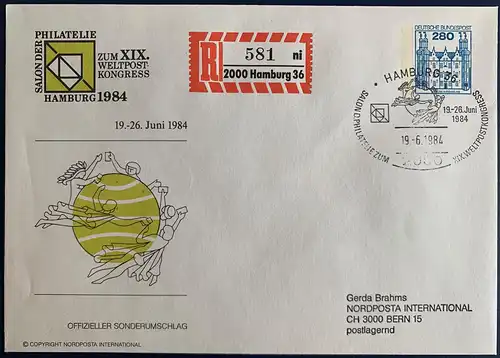 SALON DER
PHILATELIE
ZUM XIX.
WELTPOST-
KONGRESS
HAMBURG 1984
19.-26. Juni 1984
R
581 ni
2000 Hamburg 36
DEUTSCHE BUNDESPOST
280
HAMBURG 36
SALON D. PHILATELIE ZUM
XIX. WELTPOSTKONGRESS
19.-26. Juni
1984
19.-6.1984
OFFIZIELLER SONDERUMSCHLAG
© COPYRIGHT NORDPOSTA INTERNATIONAL
Gerda Brahms
NORDPOSTA INTERNATIONAL
CH 3000 BERN 15
postlagernd